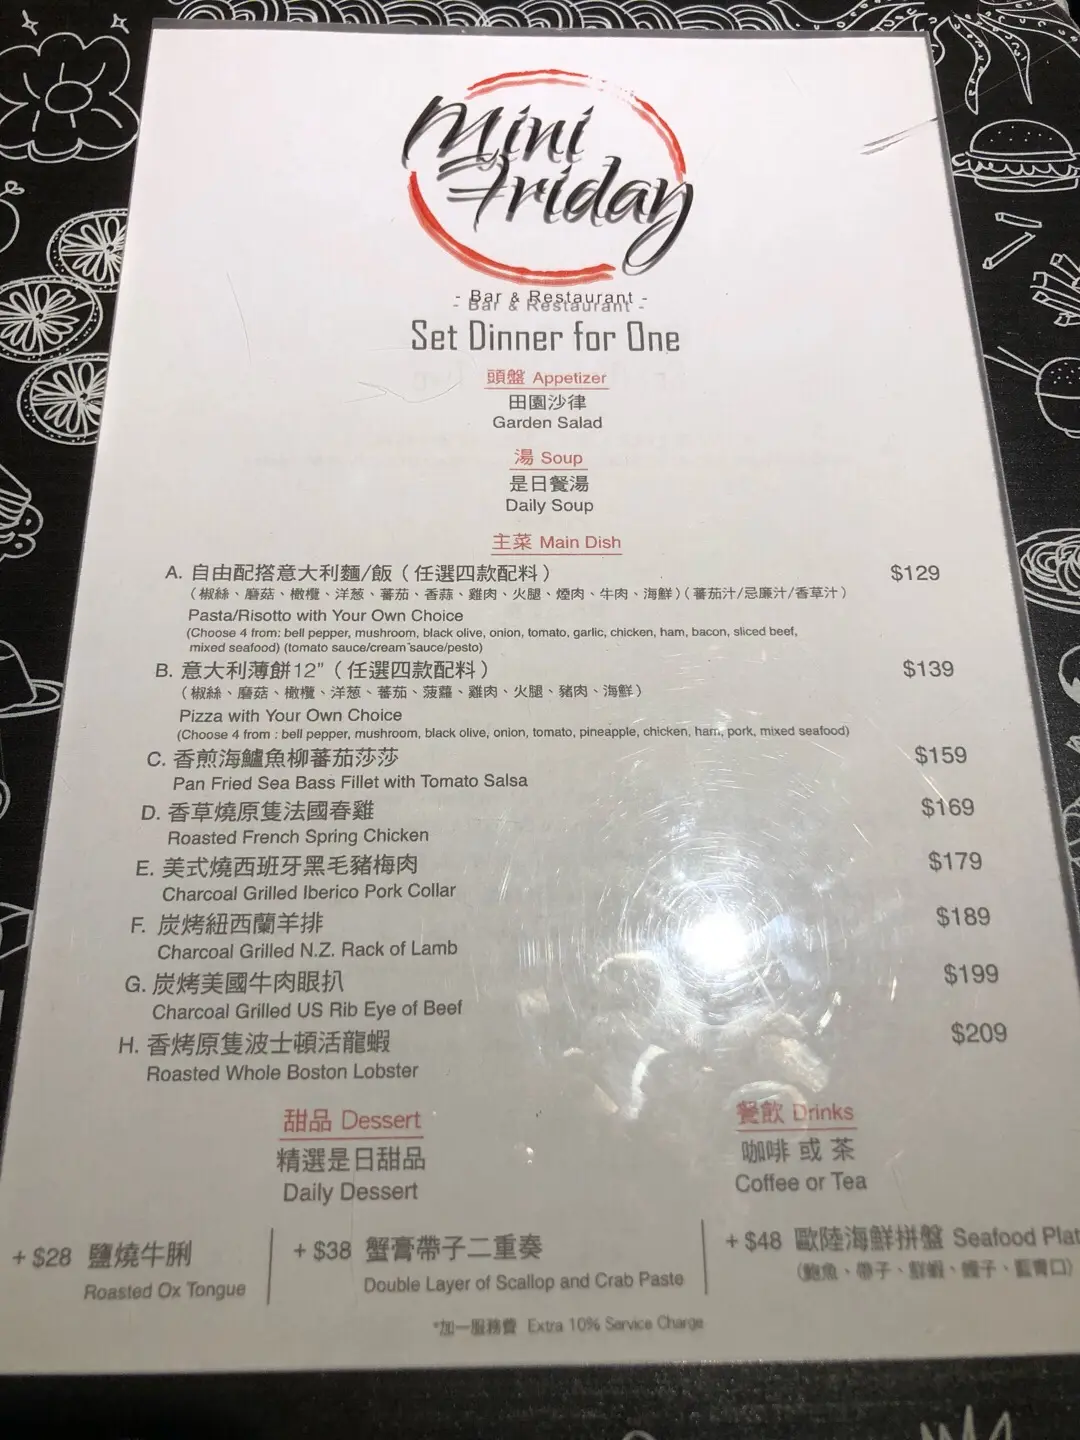 Mini
Friday
- Bar & Restaurant -
- Bar & Restaurant -
Set Dinner for One
頭盤 Appetizer
田園沙律
Garden Salad
湯 Soup
是日餐湯
Daily Soup
主菜 Main Dish
A. 自由配搭意大利麵/飯（任選四款配料） $129
（椒絲、磨菇、橄欖、洋葱、蕃茄、香蒜、雞肉、火腿、煙肉、牛肉、海鮮）（蕃茄汁/忌廉汁/香草汁）
Pasta/Risotto with Your Own Choice
(Choose 4 from: bell pepper, mushroom, black olive, onion, tomato, garlic, chicken, ham, bacon, sliced beef,
mixed seafood) (tomato sauce/cream sauce/pesto)
B. 意大利薄餅12"（任選四款配料） $139
（椒絲、磨菇、橄欖、洋葱、蕃茄、菠蘿、雞肉、火腿、豬肉、海鮮）
Pizza with Your Own Choice
(Choose 4 from : bell pepper, mushroom, black olive, onion, tomato, pineapple, chicken, ham, pork, mixed seafood)
C. 香煎海鱸魚柳蕃茄莎莎 $159
Pan Fried Sea Bass Fillet with Tomato Salsa
D. 香草燒原隻法國春雞 $169
Roasted French Spring Chicken
E. 美式燒西班牙黑毛豬梅肉 $179
Charcoal Grilled Iberico Pork Collar
F. 炭烤紐西蘭羊排 $189
Charcoal Grilled N.Z. Rack of Lamb
G. 炭烤美國牛肉眼扒 $199
Charcoal Grilled US Rib Eye of Beef
H. 香烤原隻波士頓活龍蝦 $209
Roasted Whole Boston Lobster
甜品 Dessert
精選是日甜品
Daily Dessert
餐飲 Drinks
咖啡 或 茶
Coffee or Tea
+ $28 鹽燒牛脷
Roasted Ox Tongue
+ $38 蟹膏帶子二重奏
Double Layer of Scallop and Crab Paste
+ $48 歐陸海鮮拼盤 Seafood Plat
（鮑魚、帶子、鮮蝦、蟶子、藍青口）
*加一服務費 Extra 10% Service Charge